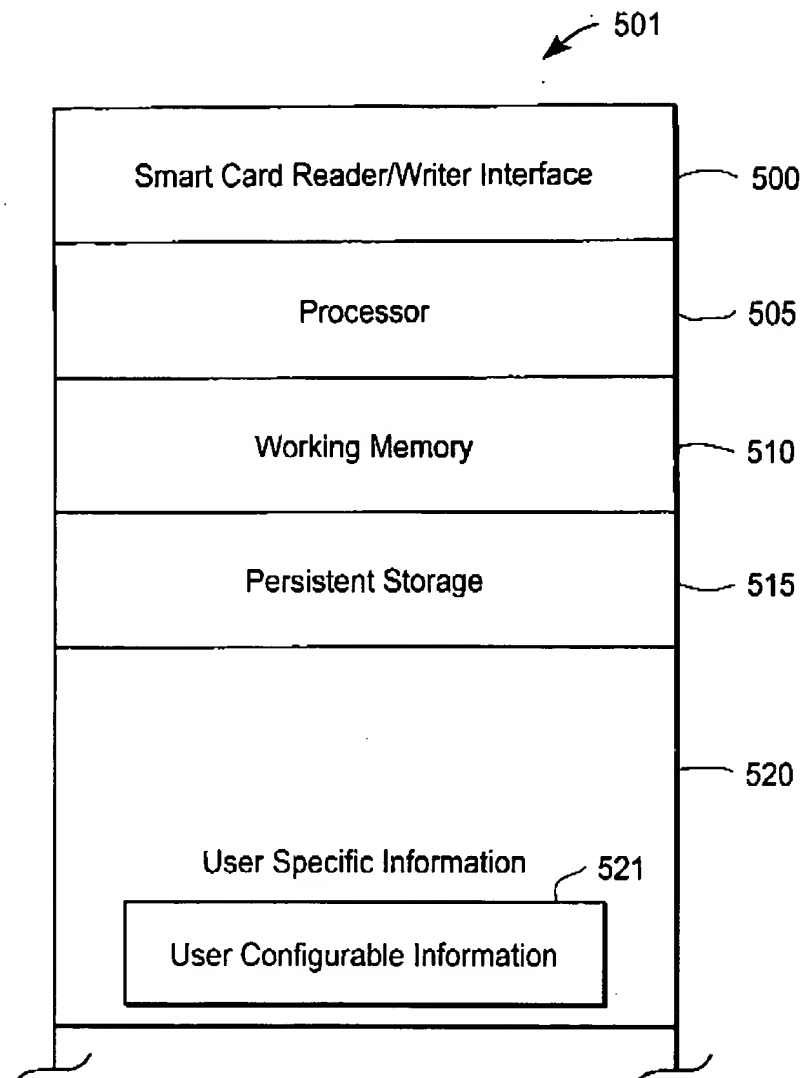 501
Smart Card Reader/Writer Interface 500
Processor 505
Working Memory 510
Persistent Storage 515
520
User Specific Information
521
User Configurable Information